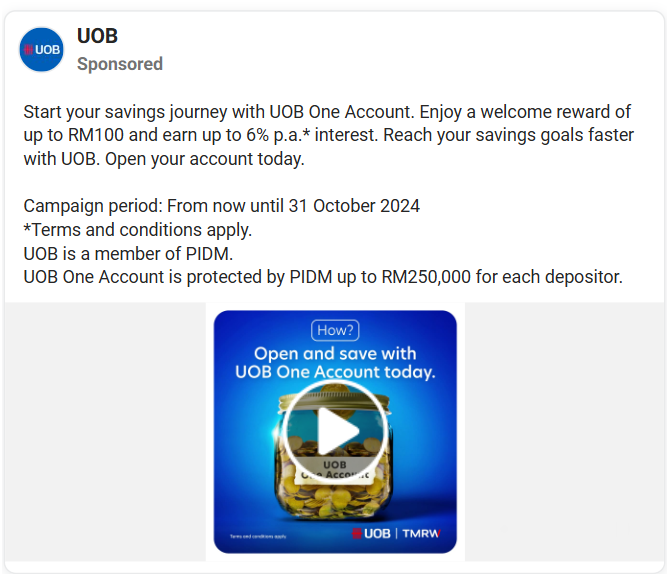 UOB
UOB
Sponsored
Start your savings journey with UOB One Account. Enjoy a welcome reward of
up to RM100 and earn up to 6% p.a.* interest. Reach your savings goals faster
with UOB. Open your account today.
Campaign period: From now until 31 October 2024
*Terms and conditions apply.
UOB is a member of PIDM.
UOB One Account is protected by PIDM up to RM250,000 for each depositor.
How?
Open and save with
UOB One Account today.
UOB
One Account
Terms and conditions apply.
UOB | TMRW